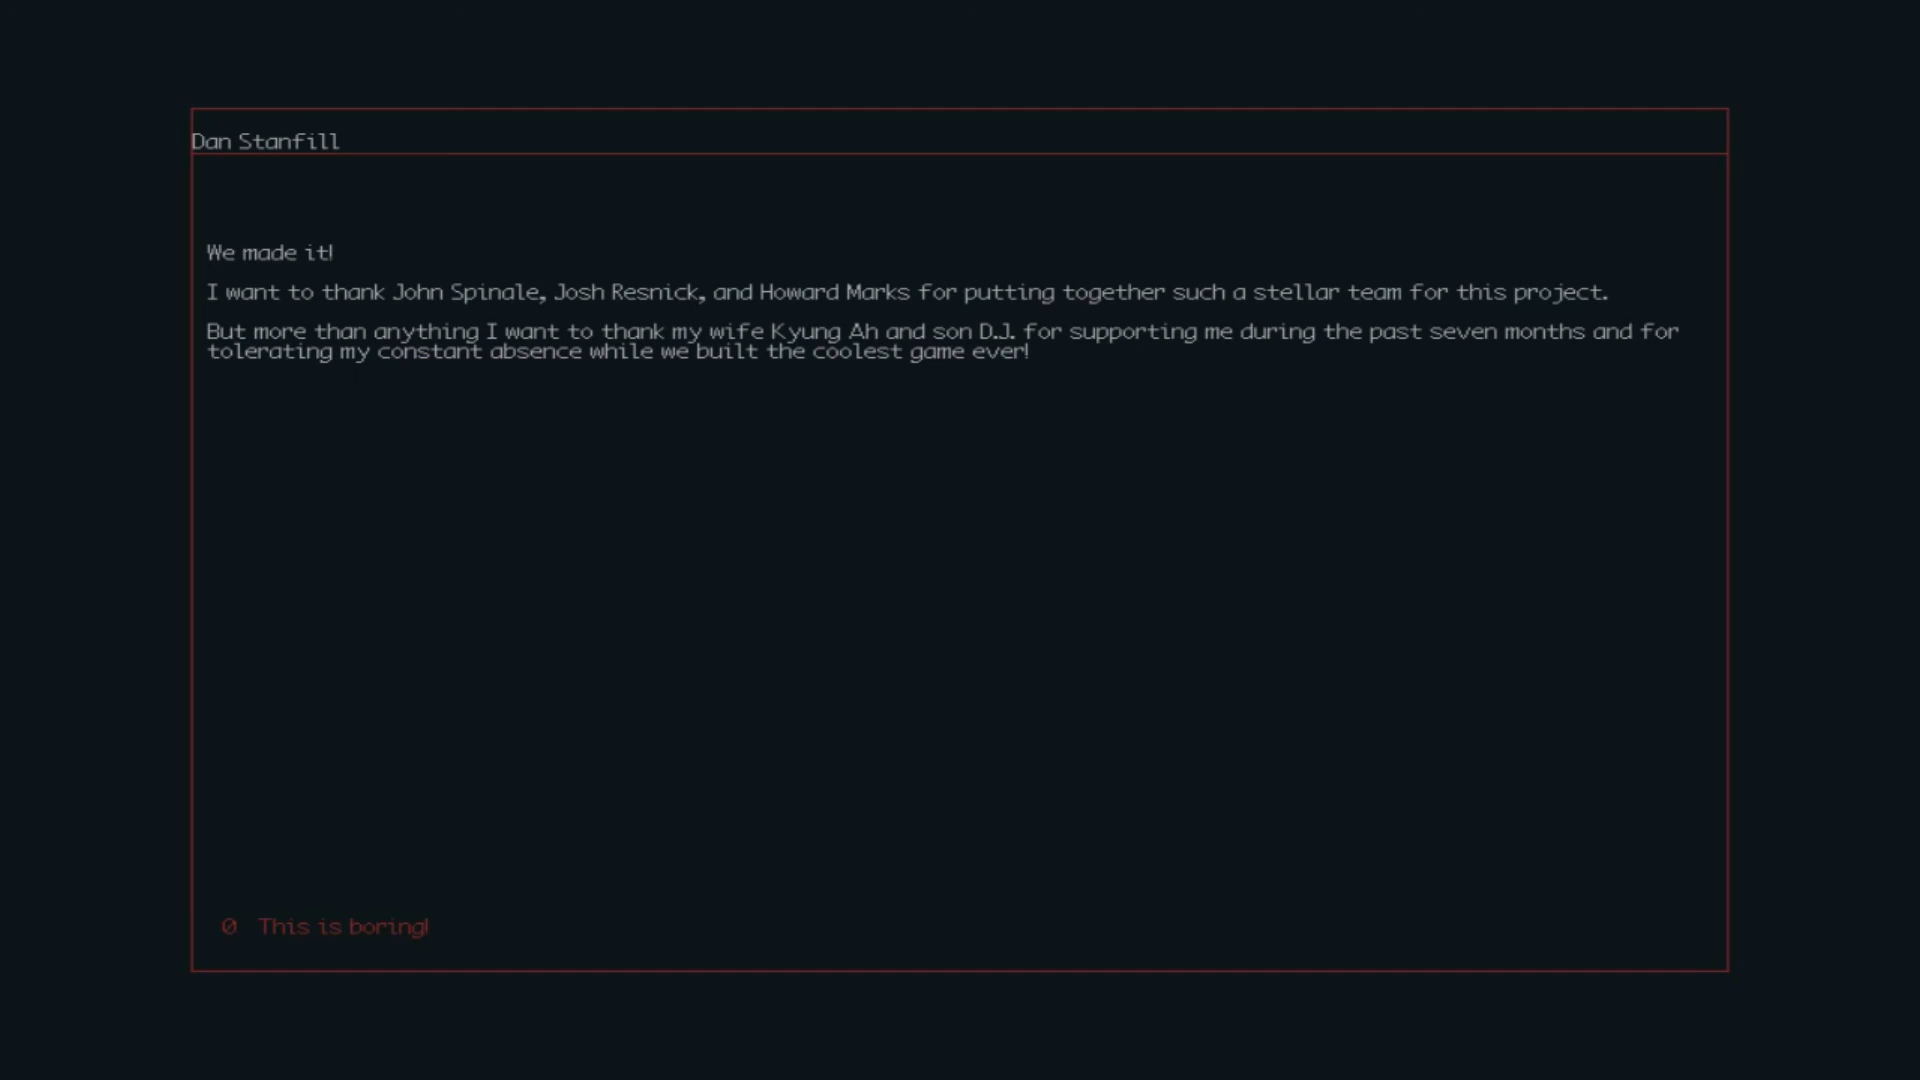 Dan Stanfill
We made it!
I want to thank John Spinale, Josh Resnick, and Howard Marks for putting together such a stellar team for this project.
But more than anything I want to thank my wife Kyung Ah and son D.J. for supporting me during the past seven months and for
tolerating my constant absence while we built the coolest game ever!
0 This is boring!